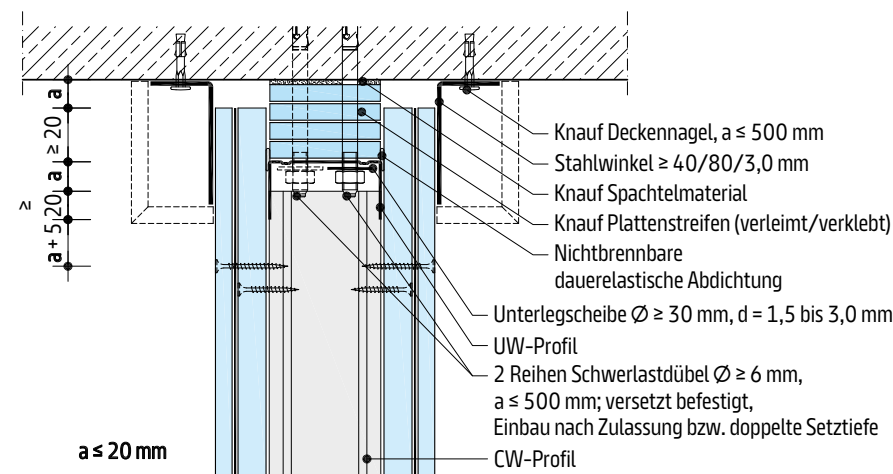 a
≥ 20
a
20
≥
a + 5
Knauf Deckennagel, a ≤ 500 mm
Stahlwinkel ≥ 40/80/3,0 mm
Knauf Spachtelmaterial
Knauf Plattenstreifen (verleimt/verklebt)
Nichtbrennbare
dauerelastische Abdichtung
Unterlegscheibe Ø ≥ 30 mm, d = 1,5 bis 3,0 mm
UW-Profil
2 Reihen Schwerlastdübel Ø ≥ 6 mm,
a ≤ 500 mm; versetzt befestigt,
Einbau nach Zulassung bzw. doppelte Setztiefe
CW-Profil
a ≤ 20 mm